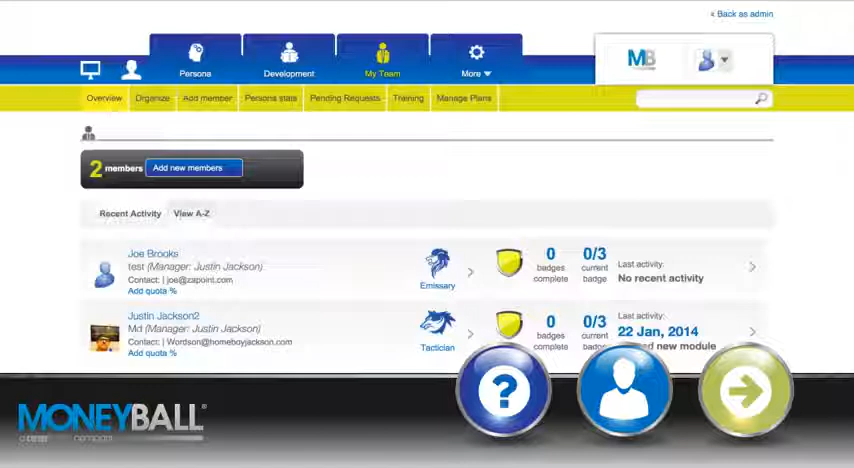 « Back as admin
Persona
Development
My Team
More
MB
Overview
Organize
Add member
Persona stats
Pending Requests
Training
Manage Plans
2 members
Add new members
Recent Activity
View A-Z
Joe Brooks
test (Manager: Justin Jackson)
Contact: | joe@zapoint.com
Add quota %
Emissary
0
badges
complete
0/3
current
badge
Last activity:
No recent activity
Justin Jackson2
Md (Manager: Justin Jackson)
Contact: | Wordson@homeboyjackson.com
Add quota %
Tactician
0
badges
complete
0/3
current
badge
Last activity:
22 Jan, 2014
new module
?
MONEYBALL®